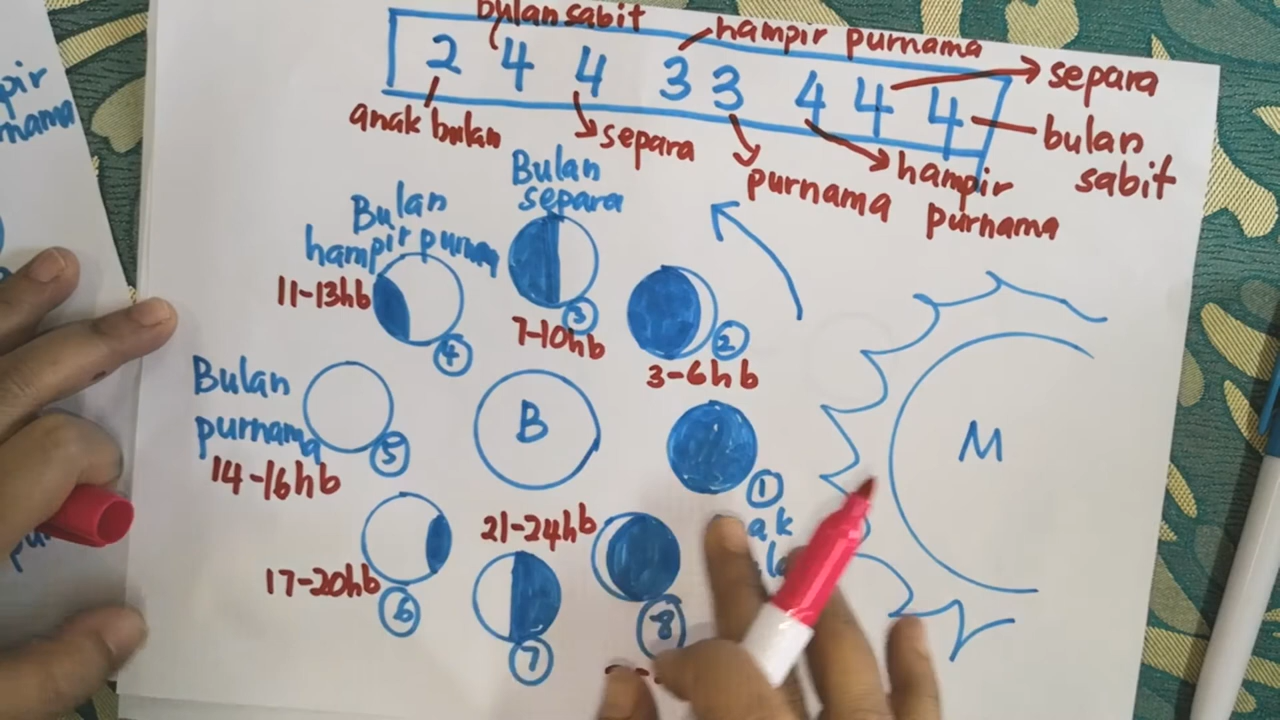 bulan sabit
hampir purnama
2 4 4 3 3 4 4 4
separa
anak bulan
separa
purnama
hampir
purnama
bulan
sabit
Bulan
separa
Bulan
hampir
11-13hb
4
3
7-10hb
2
3-6hb
Bulan
purnama
5
14-16hb
B
M
1
21-24hb
17-20hb
6
7
8